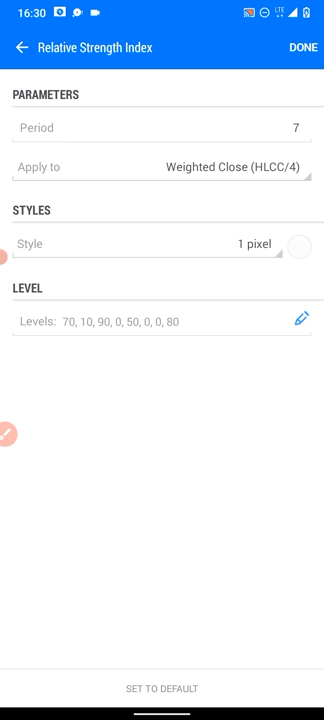 16:30
LTE
Relative Strength Index
DONE
PARAMETERS
Period 7
Apply to Weighted Close (HLCC/4)
STYLES
Style 1 pixel
LEVEL
Levels: 70, 10, 90, 0, 50, 0, 0, 80
SET TO DEFAULT